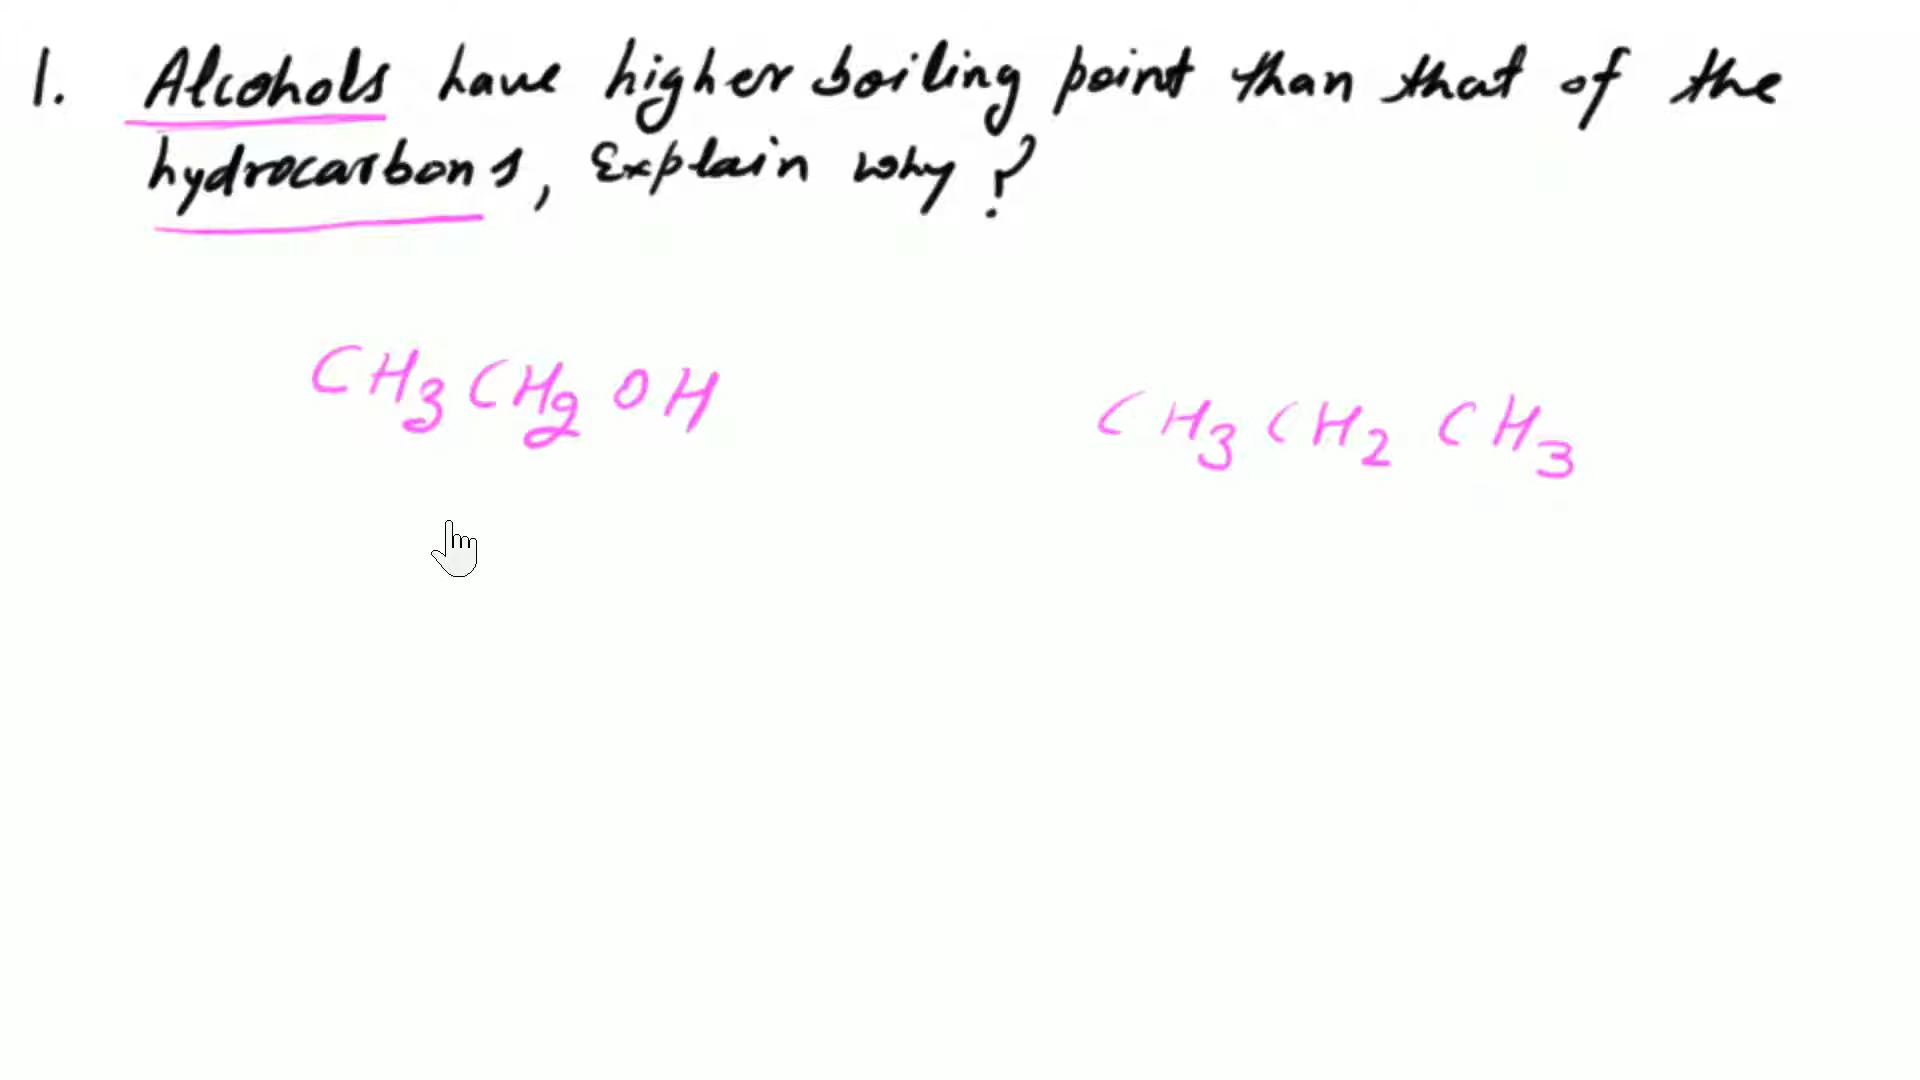 1. Alcohols have higher boiling point than that of the
hydrocarbons, Explain why?
CH3CH2OH
CH3CH2CH3